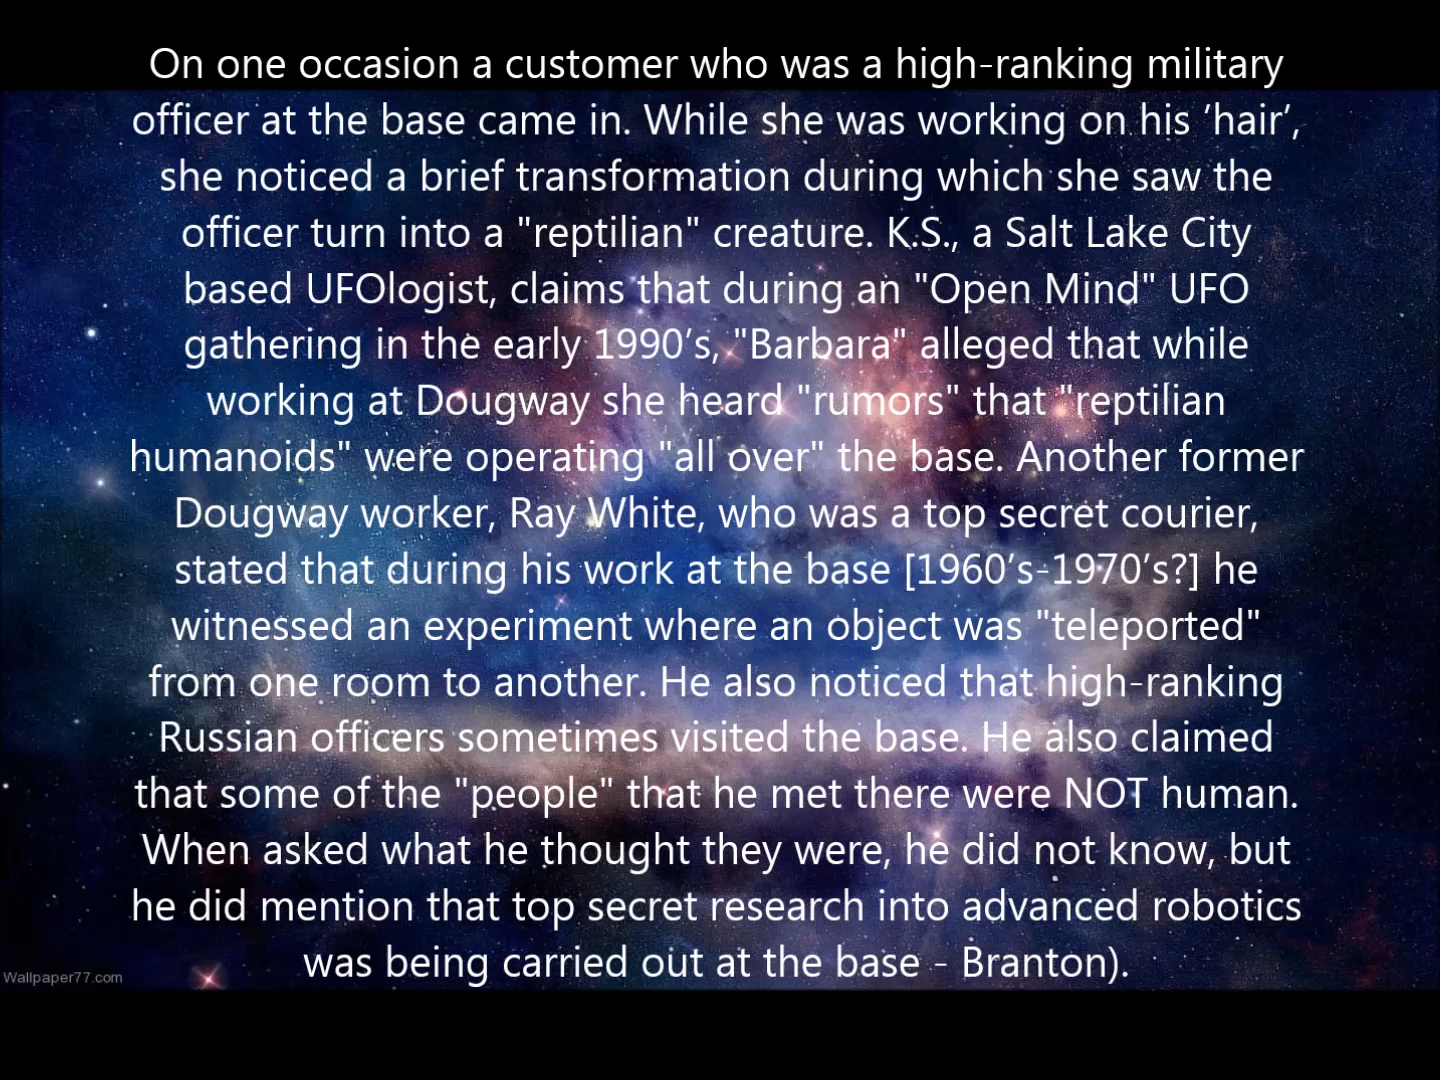 On one occasion a customer who was a high-ranking military
officer at the base came in. While she was working on his ’hair’,
she noticed a brief transformation during which she saw the
officer turn into a "reptilian" creature. K.S., a Salt Lake City
based UFOlogist, claims that during an "Open Mind" UFO
gathering in the early 1990’s, "Barbara" alleged that while
working at Dougway she heard "rumors" that "reptilian
humanoids" were operating "all over" the base. Another former
Dougway worker, Ray White, who was a top secret courier,
stated that during his work at the base [1960’s-1970’s?] he
witnessed an experiment where an object was "teleported"
from one room to another. He also noticed that high-ranking
Russian officers sometimes visited the base. He also claimed
that some of the "people" that he met there were NOT human.
When asked what he thought they were, he did not know, but
he did mention that top secret research into advanced robotics
was being carried out at the base - Branton).
Wallpaper77.com